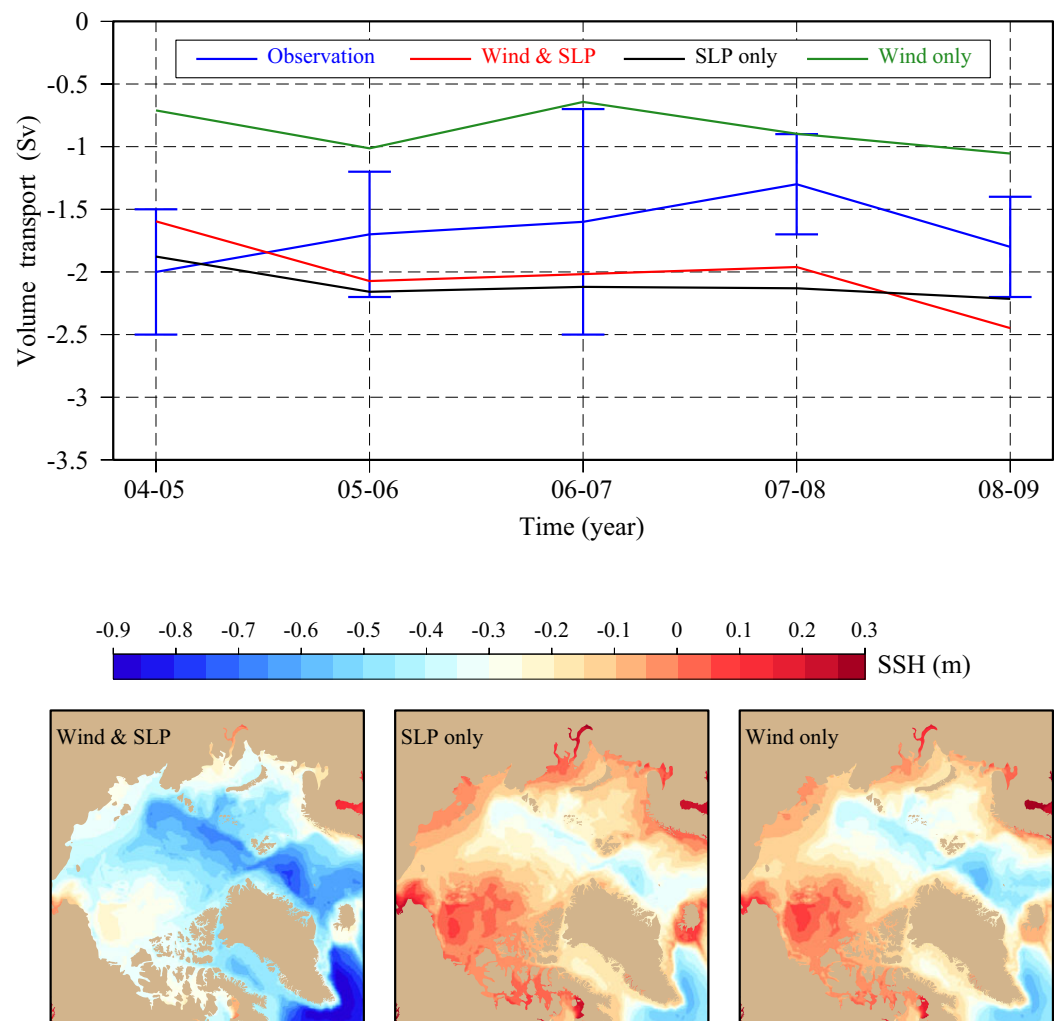 0
Observation Wind & SLP SLP only Wind only
-0.5
-1
-1.5
-2
-2.5
-3
-3.5
Volume transport (Sv)
04-05 05-06 06-07 07-08 08-09
Time (year)
-0.9 -0.8 -0.7 -0.6 -0.5 -0.4 -0.3 -0.2 -0.1 0 0.1 0.2 0.3
SSH (m)
Wind & SLP SLP only Wind only